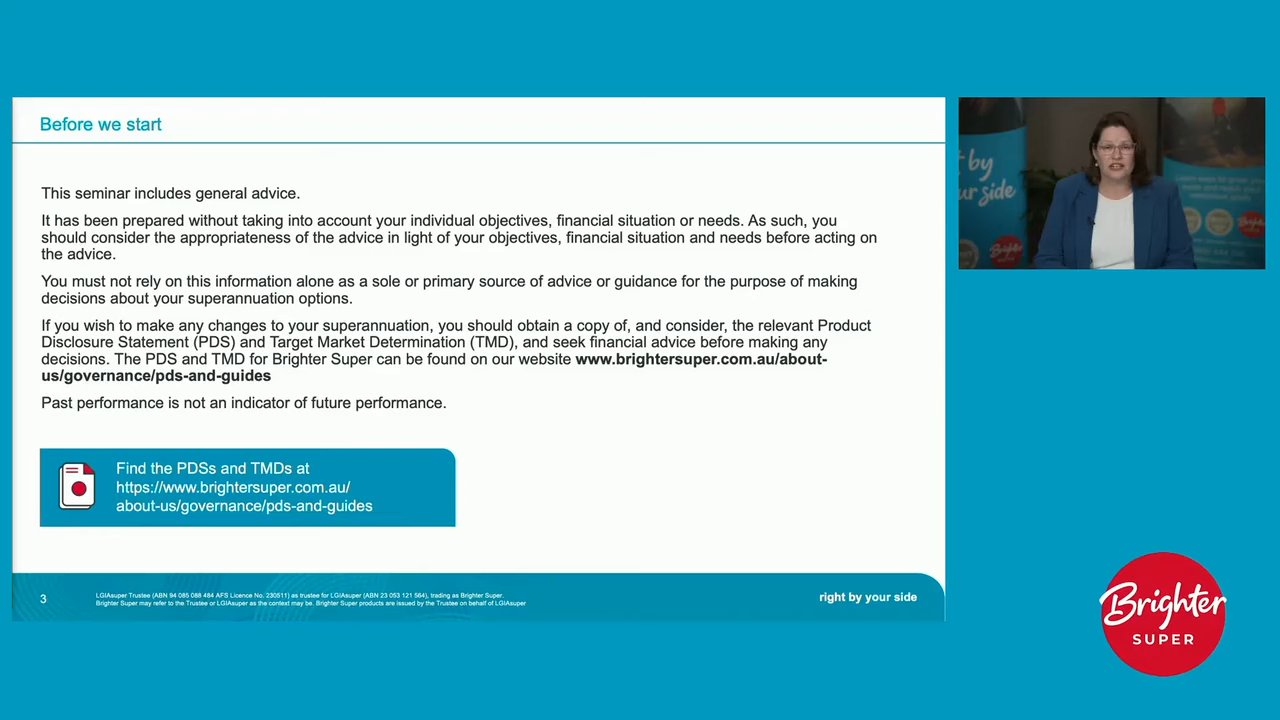 Before we start
This seminar includes general advice.
It has been prepared without taking into account your individual objectives, financial situation or needs. As such, you
should consider the appropriateness of the advice in light of your objectives, financial situation and needs before acting on
the advice.
You must not rely on this information alone as a sole or primary source of advice or guidance for the purpose of making
decisions about your superannuation options.
If you wish to make any changes to your superannuation, you should obtain a copy of, and consider, the relevant Product
Disclosure Statement (PDS) and Target Market Determination (TMD), and seek financial advice before making any
decisions. The PDS and TMD for Brighter Super can be found on our website www.brightersuper.com.au/about-
us/governance/pds-and-guides
Past performance is not an indicator of future performance.
Find the PDSs and TMDs at
https://www.brightersuper.com.au/
about-us/governance/pds-and-guides
3
LGIAsuper Trustee (ABN 94 085 088 484 AFS Licence No. 230511) as trustee for LGIAsuper (ABN 23 053 121 564), trading as Brighter Super.
Brighter Super may refer to the Trustee or LGIAsuper as the context may be. Brighter Super products are issued by the Trustee on behalf of LGIAsuper
right by your side
t by
ur side
Brighter
SUPER